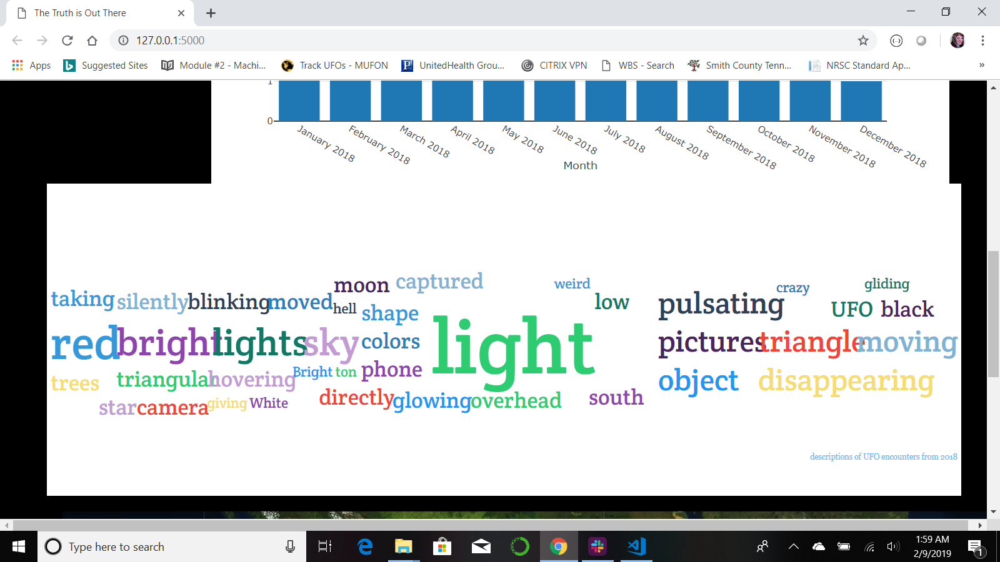 The Truth is Out There
127.0.0.1:5000
Apps Suggested Sites Module #2 - Machi... Track UFOs - MUFON UnitedHealth Grou... CITRIX VPN WBS - Search Smith County Tenn... NRSC Standard Ap... »
1
0
January 2018 February 2018 March 2018 April 2018 May 2018 June 2018 July 2018 August 2018 September 2018 October 2018 November 2018 December 2018
Month
moon captured weird crazy gliding
taking silently blinking moved hell shape low pulsating UFO black
red bright lights sky colors light pictures triangle moving
trees triangular hovering Bright ton phone object disappearing
star camera giving White directly glowing overhead south
descriptions of UFO encounters from 2018
Type here to search
1:59 AM
2/9/2019
1